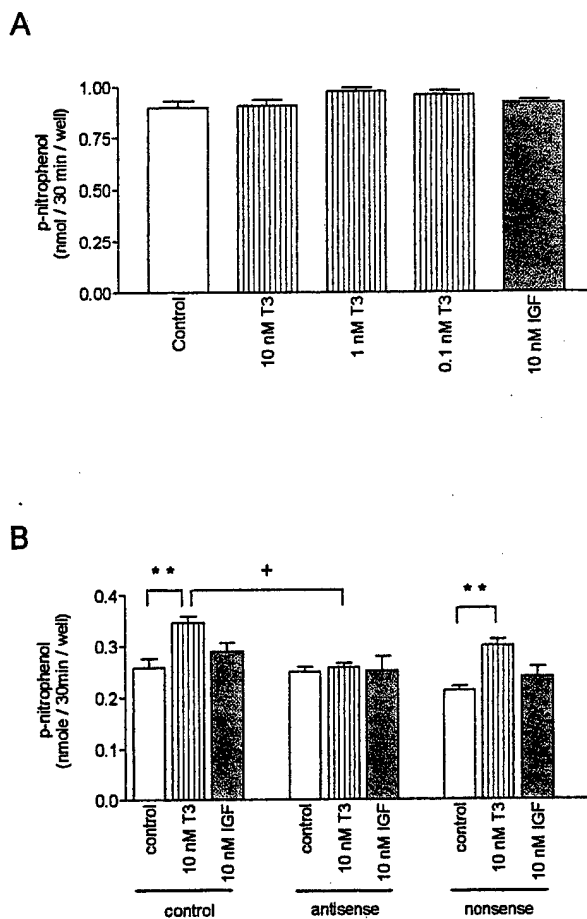 A
p-nitrophenol
(nmol / 30 min / well)
1.00
0.75
0.50
0.25
0.00
Control
10 nM T3
1 nM T3
0.1 nM T3
10 nM IGF
B
** + **
p-nitrophenol
(nmole / 30min / well)
0.4
0.3
0.2
0.1
0.0
control
10 nM T3
10 nM IGF
control
10 nM T3
10 nM IGF
control
10 nM T3
10 nM IGF
control antisense nonsense